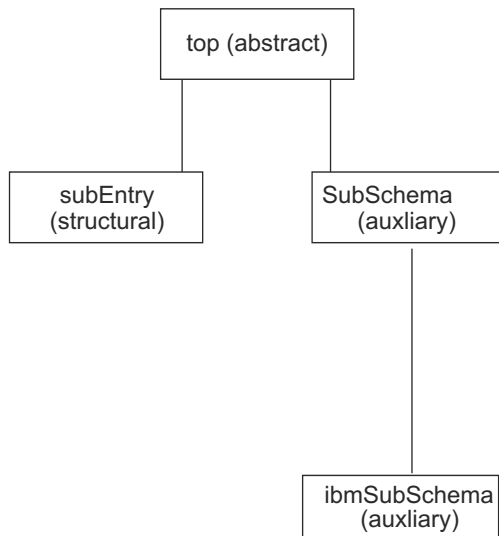 top (abstract)
subEntry
(structural)
SubSchema
(auxliary)
ibmSubSchema
(auxliary)